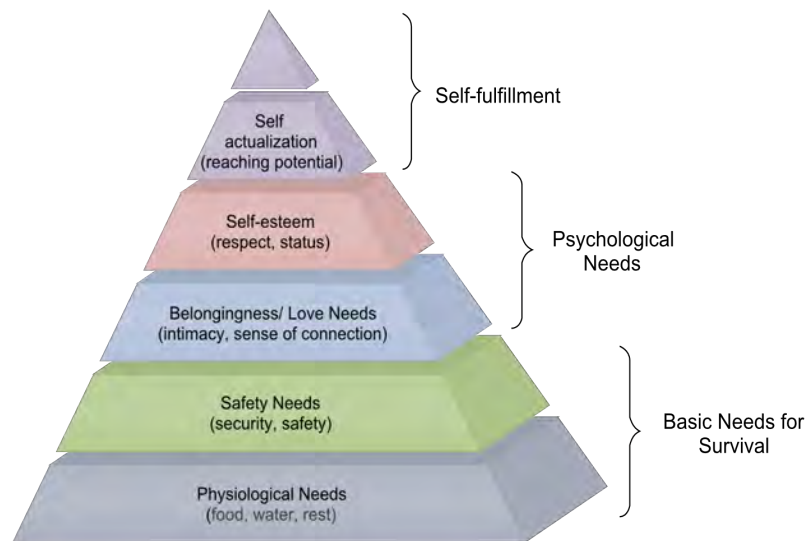 Self-fulfillment
Self
actualization
(reaching potential)
Self-esteem
(respect, status)
Psychological
Needs
Belongingness/ Love Needs
(intimacy, sense of connection)
Safety Needs
(security, safety)
Basic Needs for
Survival
Physiological Needs
(food, water, rest)